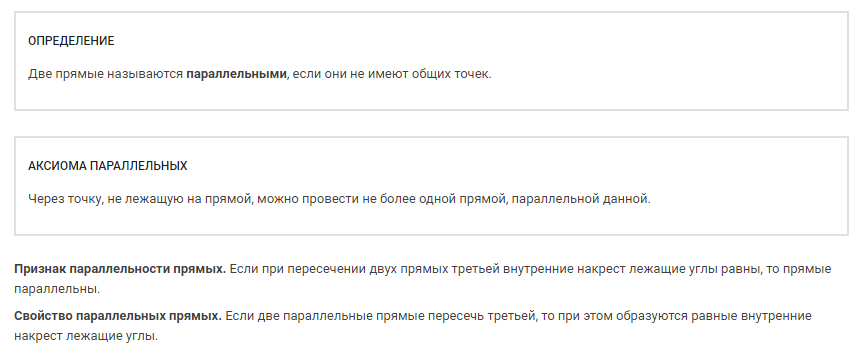 ОПРЕДЕЛЕНИЕ
Две прямые называются параллельными, если они не имеют общих точек.
АКСИОМА ПАРАЛЛЕЛЬНЫХ
Через точку, не лежащую на прямой, можно провести не более одной прямой, параллельной данной.
Признак параллельности прямых. Если при пересечении двух прямых третьей внутренние накрест лежащие углы равны, то прямые
параллельны.
Свойство параллельных прямых. Если две параллельные прямые пересечь третьей, то при этом образуются равные внутренние
накрест лежащие углы.